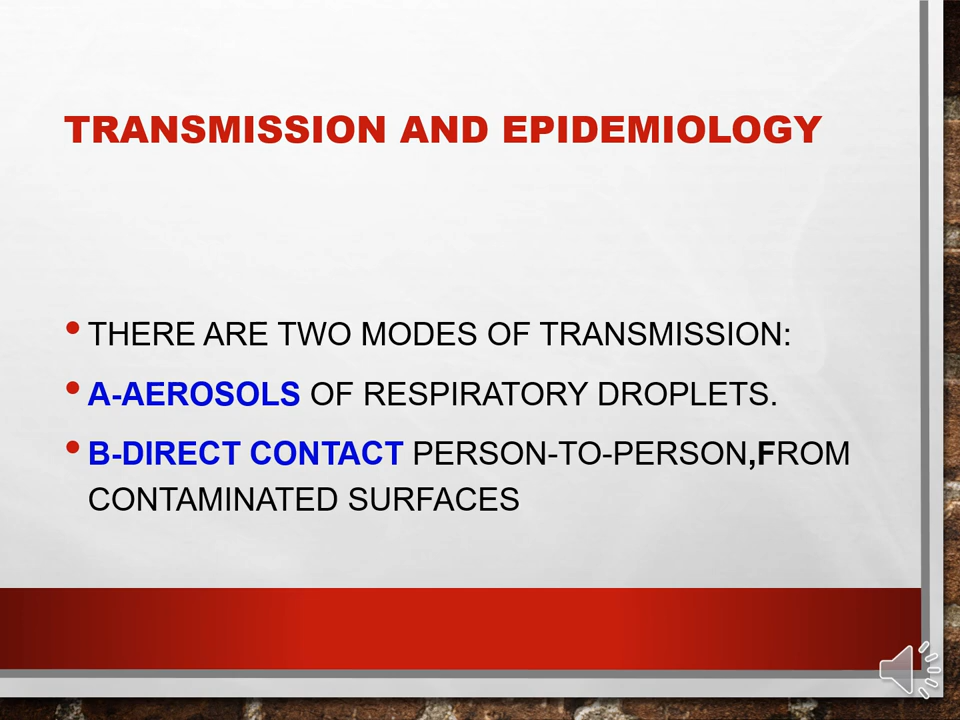 TRANSMISSION AND EPIDEMIOLOGY
• THERE ARE TWO MODES OF TRANSMISSION:
• A-AEROSOLS OF RESPIRATORY DROPLETS.
• B-DIRECT CONTACT PERSON-TO-PERSON,FROM
CONTAMINATED SURFACES